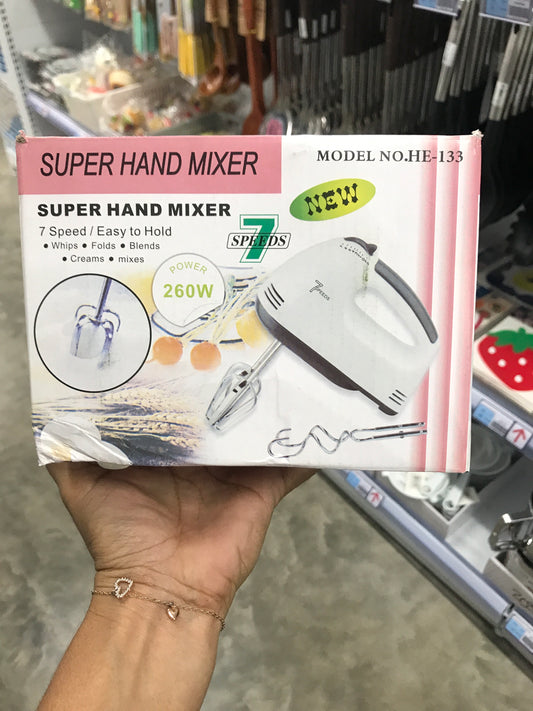 SUPER HAND MIXER
MODEL NO.HE-133
SUPER HAND MIXER
7 Speed / Easy to Hold
• Whips • Folds • Blends
• Creams • mixes
7
SPEEDS
NEW
POWER
260W
7